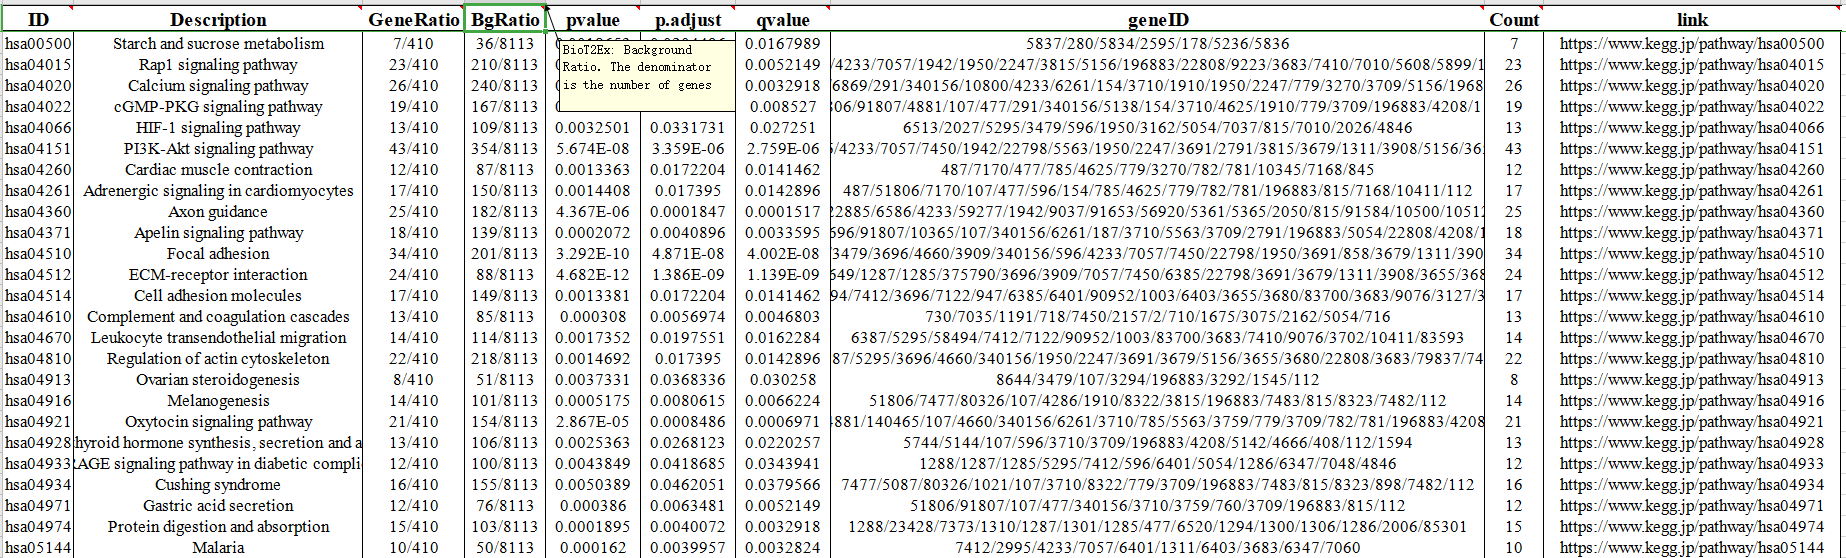 ID Description GeneRatio BgRatio pvalue p.adjust qvalue geneID Count link
hsa00500 Starch and sucrose metabolism 7/410 36/8113 0.0167989 5837/280/5834/2595/178/5236/5836 7 https://www.kegg.jp/pathway/hsa00500
BioT2Ex: Background
Ratio. The denominator
is the number of genes
hsa04015 Rap1 signaling pathway 23/410 210/8113 0.0052149 /4233/7057/1942/1950/2247/3815/5156/196883/22808/9223/3683/7410/7010/5608/5899/1 23 https://www.kegg.jp/pathway/hsa04015
hsa04020 Calcium signaling pathway 26/410 240/8113 0.0032918 6869/291/340156/10800/4233/6261/154/3710/1910/1950/2247/779/3270/3709/5156/1968 26 https://www.kegg.jp/pathway/hsa04020
hsa04022 cGMP-PKG signaling pathway 19/410 167/8113 0.008527 306/91807/4881/107/477/291/340156/5138/154/3710/4625/1910/779/3709/196883/4208/1 19 https://www.kegg.jp/pathway/hsa04022
hsa04066 HIF-1 signaling pathway 13/410 109/8113 0.0032501 0.0331731 0.027251 6513/2027/5295/3479/596/1950/3162/5054/7037/815/7010/2026/4846 13 https://www.kegg.jp/pathway/hsa04066
hsa04151 PI3K-Akt signaling pathway 43/410 354/8113 5.674E-08 3.359E-06 2.759E-06 /4233/7057/7450/1942/22798/5563/1950/2247/3691/2791/3815/3679/1311/3908/5156/36 43 https://www.kegg.jp/pathway/hsa04151
hsa04260 Cardiac muscle contraction 12/410 87/8113 0.0013363 0.0172204 0.0141462 487/7170/477/785/4625/779/3270/782/781/10345/7168/845 12 https://www.kegg.jp/pathway/hsa04260
hsa04261 Adrenergic signaling in cardiomyocytes 17/410 150/8113 0.0014408 0.017395 0.0142896 487/51806/7170/107/477/596/154/785/4625/779/782/781/196883/815/7168/10411/112 17 https://www.kegg.jp/pathway/hsa04261
hsa04360 Axon guidance 25/410 182/8113 4.367E-06 0.0001847 0.0001517 22885/6586/4233/59277/1942/9037/91653/56920/5361/5365/2050/815/91584/10500/10512 25 https://www.kegg.jp/pathway/hsa04360
hsa04371 Apelin signaling pathway 18/410 139/8113 0.0002072 0.0040896 0.0033595 596/91807/10365/107/340156/6261/187/3710/5563/3709/2791/196883/5054/22808/4208/1 18 https://www.kegg.jp/pathway/hsa04371
hsa04510 Focal adhesion 34/410 201/8113 3.292E-10 4.871E-08 4.002E-08 3479/3696/4660/3909/340156/596/4233/7057/7450/22798/1950/3691/858/3679/1311/390 34 https://www.kegg.jp/pathway/hsa04510
hsa04512 ECM-receptor interaction 24/410 88/8113 4.682E-12 1.386E-09 1.139E-09 649/1287/1285/375790/3696/3909/7057/7450/6385/22798/3691/3679/1311/3908/3655/368 24 https://www.kegg.jp/pathway/hsa04512
hsa04514 Cell adhesion molecules 17/410 149/8113 0.0013381 0.0172204 0.0141462 94/7412/3696/7122/947/6385/6401/90952/1003/6403/3655/3680/83700/3683/9076/3127/3 17 https://www.kegg.jp/pathway/hsa04514
hsa04610 Complement and coagulation cascades 13/410 85/8113 0.000308 0.0056974 0.0046803 730/7035/1191/718/7450/2157/2/710/1675/3075/2162/5054/716 13 https://www.kegg.jp/pathway/hsa04610
hsa04670 Leukocyte transendothelial migration 14/410 114/8113 0.0017352 0.0197551 0.0162284 6387/5295/58494/7412/7122/90952/1003/83700/3683/7410/9076/3702/10411/83593 14 https://www.kegg.jp/pathway/hsa04670
hsa04810 Regulation of actin cytoskeleton 22/410 218/8113 0.0014692 0.017395 0.0142896 87/5295/3696/4660/340156/1950/2247/3691/3679/5156/3655/3680/22808/3683/79837/74 22 https://www.kegg.jp/pathway/hsa04810
hsa04913 Ovarian steroidogenesis 8/410 51/8113 0.0037331 0.0368336 0.030258 8644/3479/107/3294/196883/3292/1545/112 8 https://www.kegg.jp/pathway/hsa04913
hsa04916 Melanogenesis 14/410 101/8113 0.0005175 0.0080615 0.0066224 51806/7477/80326/107/4286/1910/8322/3815/196883/7483/815/8323/7482/112 14 https://www.kegg.jp/pathway/hsa04916
hsa04921 Oxytocin signaling pathway 21/410 154/8113 2.867E-05 0.0008486 0.0006971 4881/140465/107/4660/340156/6261/3710/785/5563/3759/779/3709/782/781/196883/4208 21 https://www.kegg.jp/pathway/hsa04921
hsa04928 hyroid hormone synthesis, secretion and a 13/410 106/8113 0.0025363 0.0268123 0.0220257 5744/5144/107/596/3710/3709/196883/4208/5142/4666/408/112/1594 13 https://www.kegg.jp/pathway/hsa04928
hsa04933 AGE signaling pathway in diabetic compli 12/410 100/8113 0.0043849 0.0418685 0.0343941 1288/1287/1285/5295/7412/596/6401/5054/1286/6347/7048/4846 12 https://www.kegg.jp/pathway/hsa04933
hsa04934 Cushing syndrome 16/410 155/8113 0.0050389 0.0462051 0.0379566 7477/5087/80326/1021/107/3710/8322/779/3709/196883/7483/815/8323/898/7482/112 16 https://www.kegg.jp/pathway/hsa04934
hsa04971 Gastric acid secretion 12/410 76/8113 0.000386 0.0063481 0.0052149 51806/91807/107/477/340156/3710/3759/760/3709/196883/815/112 12 https://www.kegg.jp/pathway/hsa04971
hsa04974 Protein digestion and absorption 15/410 103/8113 0.0001895 0.0040072 0.0032918 1288/23428/7373/1310/1287/1301/1285/477/6520/1294/1300/1306/1286/2006/85301 15 https://www.kegg.jp/pathway/hsa04974
hsa05144 Malaria 10/410 50/8113 0.000162 0.0039957 0.0032824 7412/2995/4233/7057/6401/1311/6403/3683/6347/7060 10 https://www.kegg.jp/pathway/hsa05144